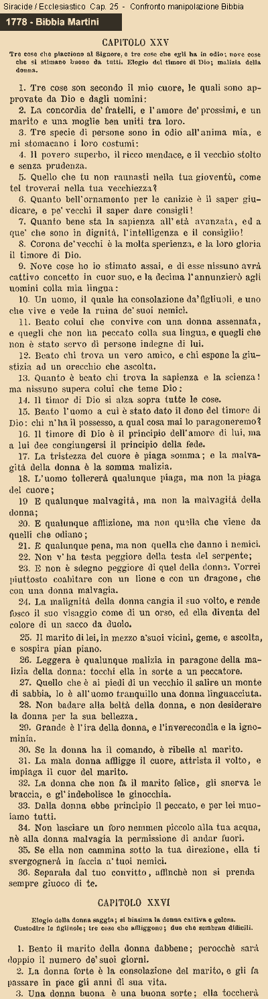 Siracide / Ecclesiastico Cap. 25 - Confronto manipolazione Bibbia
1778 - Bibbia Martini
CAPITOLO XXV
Tre cose che piacciono al Signore, e tre cose che egli ha in odio; nove cose
che si stimano buone da tutti. Elogio del timore di Dio; malizia della
donna.
1. Tre cose son secondo il mio cuore, le quali sono ap-
provate da Dio e dagli uomini:
2. La concordia de' fratelli, e l'amore de' prossimi, e un
marito e una moglie ben uniti tra loro.
3. Tre specie di persone sono in odio all'anima mia, e
mi stomacano i loro costumi:
4. Il povero superbo, il ricco mendace, e il vecchio stolto
e senza prudenza.
5. Quello che tu non raunasti nella tua gioventù, come
tel troverai nella tua vecchiezza?
6. Quanto bell'ornamento per le canizie è il saper giu-
dicare, e pe' vecchi il saper dare consigli!
7. Quanto bene sta la sapienza all'età avanzata, ed a
que' che sono in dignità, l'intelligenza e il consiglio!
8. Corona de' vecchi è la molta sperienza, e la loro gloria
il timore di Dio.
9. Nove cose ho io stimato assai, e di esse nissuno avrà
cattivo concetto in cuor suo, e la decima l'annunzierò agli
uomini colla mia lingua:
10. Un uomo, il quale ha consolazione da' figliuoli, e uno
che vive e vede la ruina de' suoi nemici.
11. Beato colui che convive con una donna assennata,
e quegli che non ha peccato colla sua lingua, e quegli che
non è stato servo di persone indegne di lui.
12. Beato chi trova un vero amico, e chi espone la giu-
stizia ad un orecchio che ascolta.
13. Quanto è beato chi trova la sapienza e la scienza!
ma nissuno supera colui che teme Dio:
14. Il timor di Dio si alza sopra tutte le cose.
15. Beato l'uomo a cui è stato dato il dono del timore di
Dio: chi n'ha il possesso, a qual cosa mai lo paragoneremo?
16. Il timore di Dio è il principio dell'amore di lui, ma
a lui dee congiungersi il principio della fede.
17. La tristezza del cuore è piaga somma; e la malva-
gità della donna è la somma malizia.
18. L'uomo tollererà qualunque piaga, ma non la piaga
del cuore;
19 E qualunque malvagità, ma non la malvagità della
donna;
20. E qualunque afflizione, ma non quella che viene da
quelli che odiano;
21. E qualunque pena, ma non quella che danno i nemici.
22. Non v'ha testa peggiore della testa del serpente;
23. E non è sdegno peggiore di quel della donna. Vorrei
piuttosto coabitare con un lione e con un dragone, che
con una donna malvagia.
24. La malignità della donna cangia il suo volto, e rende
fosco il suo visaggio come di un orso, ed ella diventa del
colore di un sacco da duolo.
25. Il marito di lei, in mezzo a' suoi vicini, geme, e ascolta,
e sospira pian piano.
26. Leggera è qualunque malizia in paragone della ma-
lizia della donna: tocchi ella in sorte a un peccatore.
27. Quello che è ai piedi di un vecchio il salire un monte
di sabbia, lo è all'uomo tranquillo una donna linguacciuta.
28. Non badare alla beltà della donna, e non desiderare
la donna per la sua bellezza.
29. Grande è l'ira della donna, e l'inverecondia e la igno-
minia.
30. Se la donna ha il comando, è ribelle al marito.
31. La mala donna affligge il cuore, attrista il volto, e
impiaga il cuor del marito.
32. La donna che non fa il marito felice, gli snerva le
braccia, e gl'indebolisce le ginocchia.
33. Dalla donna ebbe principio il peccato, e per lei muo-
iamo tutti.
34. Non lasciare un foro nemmen piccolo alla tua acqua,
nè alla donna malvagia la permissione di andar fuori.
35. Se ella non cammina sotto la tua direzione, ella ti
svergognerà in faccia a' tuoi nemici.
36. Separala dal tuo convitto, affinchè non si prenda
sempre giuoco di te.
CAPITOLO XXVI
Elogio della donna saggia; si biasima la donna cattiva e gelosa.
Custodire le figliuole; tre cose che affliggono; due che sembran difficili.
1. Beato il marito della donna dabbene; perocchè sarà
doppio il numero de' suoi giorni.
2. La donna forte è la consolazione del marito, e gli fa
passare in pace gli anni di sua vita.
3. Una donna buona è una buona sorte; ella toccherà